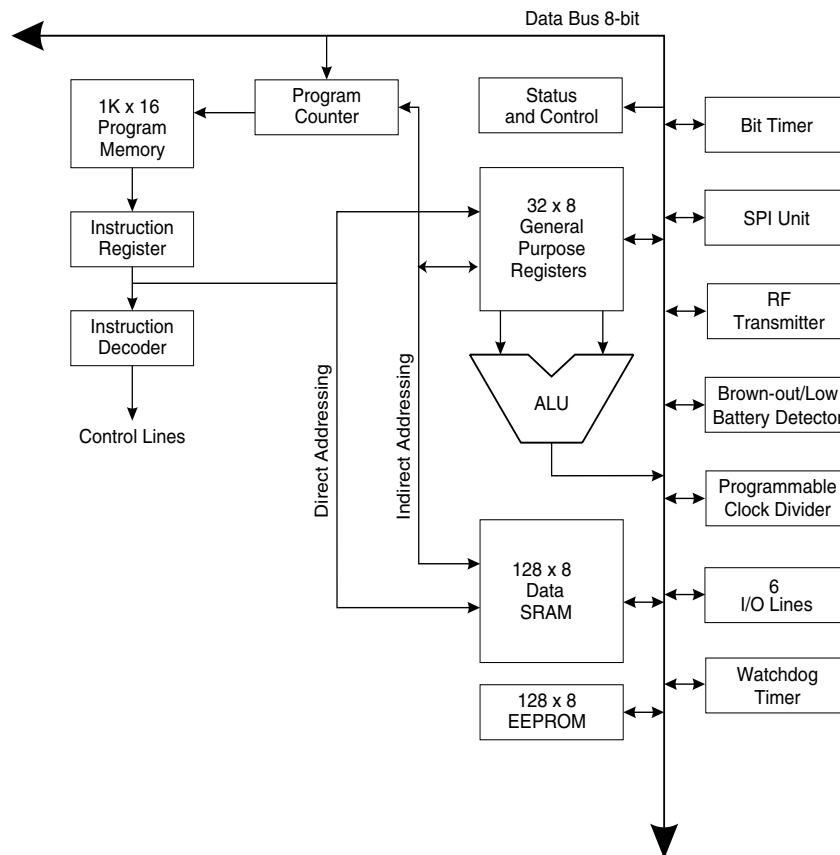 Data Bus 8-bit
1K x 16
Program
Memory
Program
Counter
Status
and Control
Bit Timer
Instruction
Register
32 x 8
General
Purpose
Registers
SPI Unit
Instruction
Decoder
RF
Transmitter
Control Lines
Direct Addressing
Indirect Addressing
ALU
Brown-out/Low
Battery Detector
Programmable
Clock Divider
128 x 8
Data
SRAM
6
I/O Lines
128 x 8
EEPROM
Watchdog
Timer